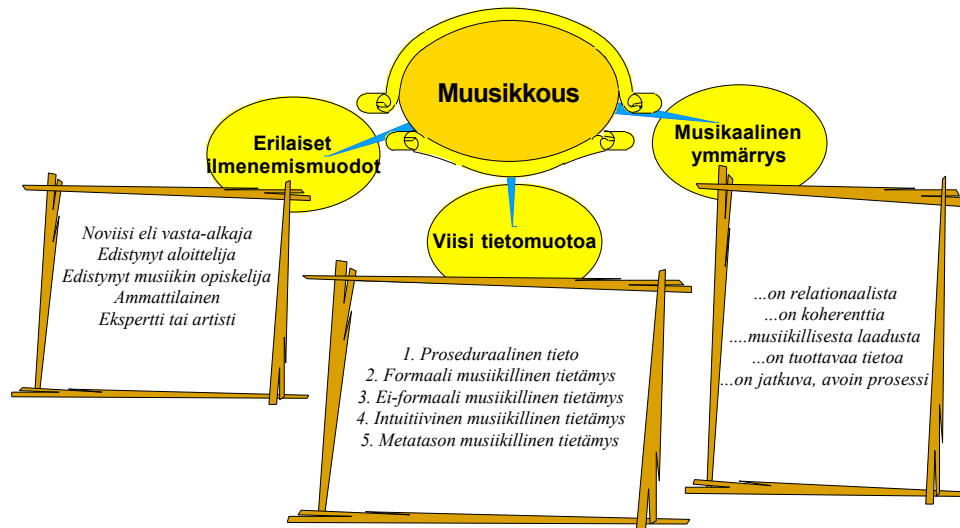 Muusikkous
Erilaiset
ilmenemismuodot
Noviisi eli vasta-alkaja
Edistynyt aloittelija
Edistynyt musiikin opiskelija
Ammattilainen
Ekspertti tai artisti
Viisi tietomuotoa
1. Proseduraalinen tieto
2. Formaali musiikillinen tietämys
3. Ei-formaali musiikillinen tietämys
4. Intuitiivinen musiikillinen tietämys
5. Metatason musiikillinen tietämys
Musikaalinen
ymmärrys
...on relationaalista
...on koherenttia
....musiikillisesta laadusta
...on tuottavaa tietoa
...on jatkuva, avoin prosessi